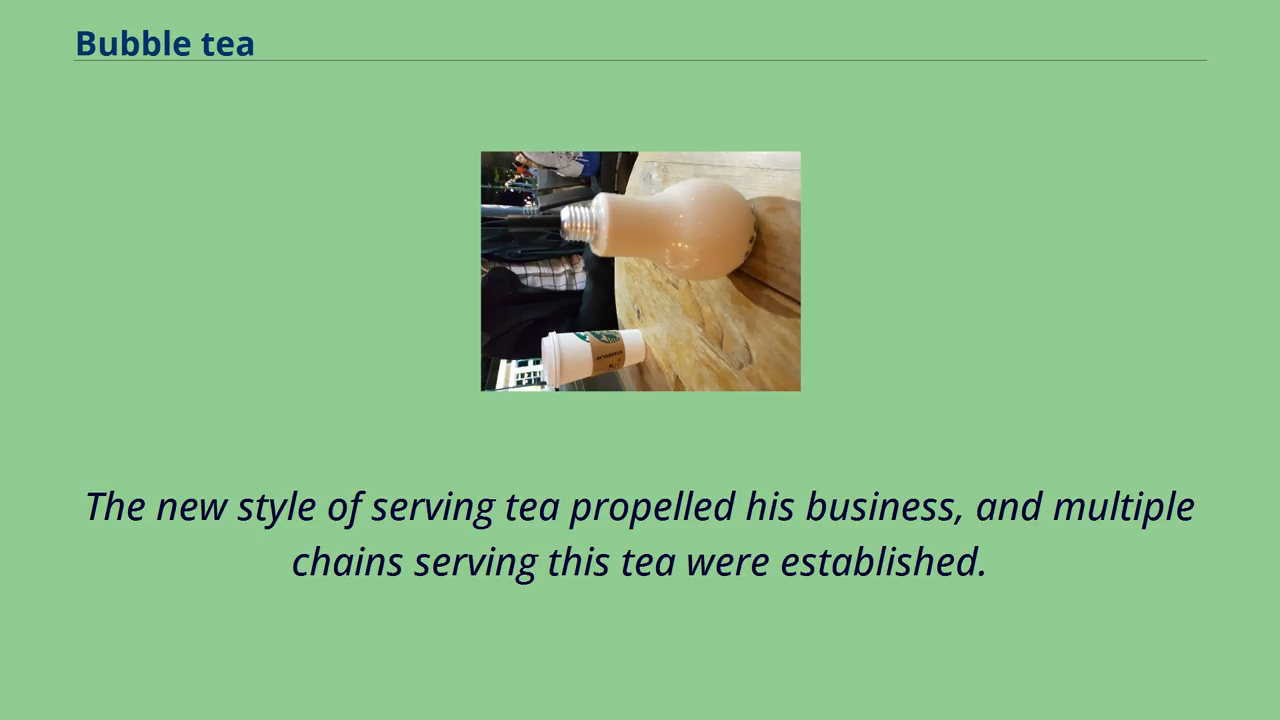 Bubble tea
The new style of serving tea propelled his business, and multiple
chains serving this tea were established.